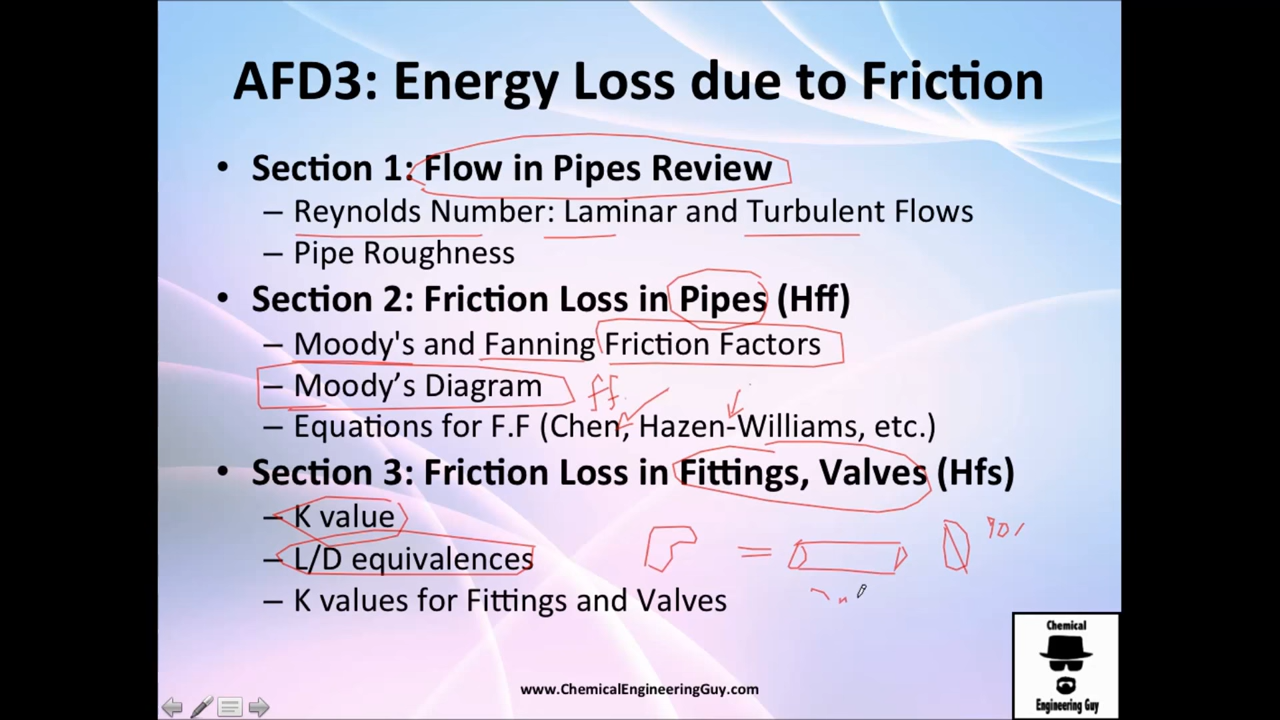 AFD3: Energy Loss due to Friction
• Section 1: Flow in Pipes Review
– Reynolds Number: Laminar and Turbulent Flows
– Pipe Roughness
• Section 2: Friction Loss in Pipes (Hff)
– Moody's and Fanning Friction Factors
– Moody’s Diagram ff.
– Equations for F.F (Chen, Hazen-Williams, etc.)
• Section 3: Friction Loss in Fittings, Valves (Hfs)
– K value
– L/D equivalences
=
– K values for Fittings and Valves
Chemical
Engineering Guy
www.ChemicalEngineeringGuy.com